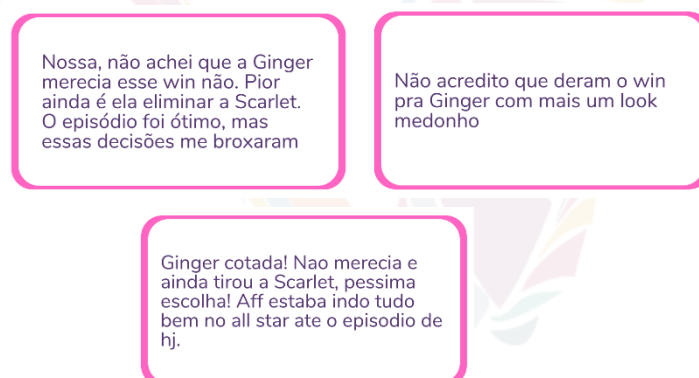 Nossa, não achei que a Ginger
merecia esse win não. Pior
ainda é ela eliminar a Scarlet.
O episódio foi ótimo, mas
essas decisões me broxaram
Não acredito que deram o win
pra Ginger com mais um look
medonho
Ginger cotada! Nao merecia e
ainda tirou a Scarlet, pessima
escolha! Aff estaba indo tudo
bem no all star ate o episodio de
hj.